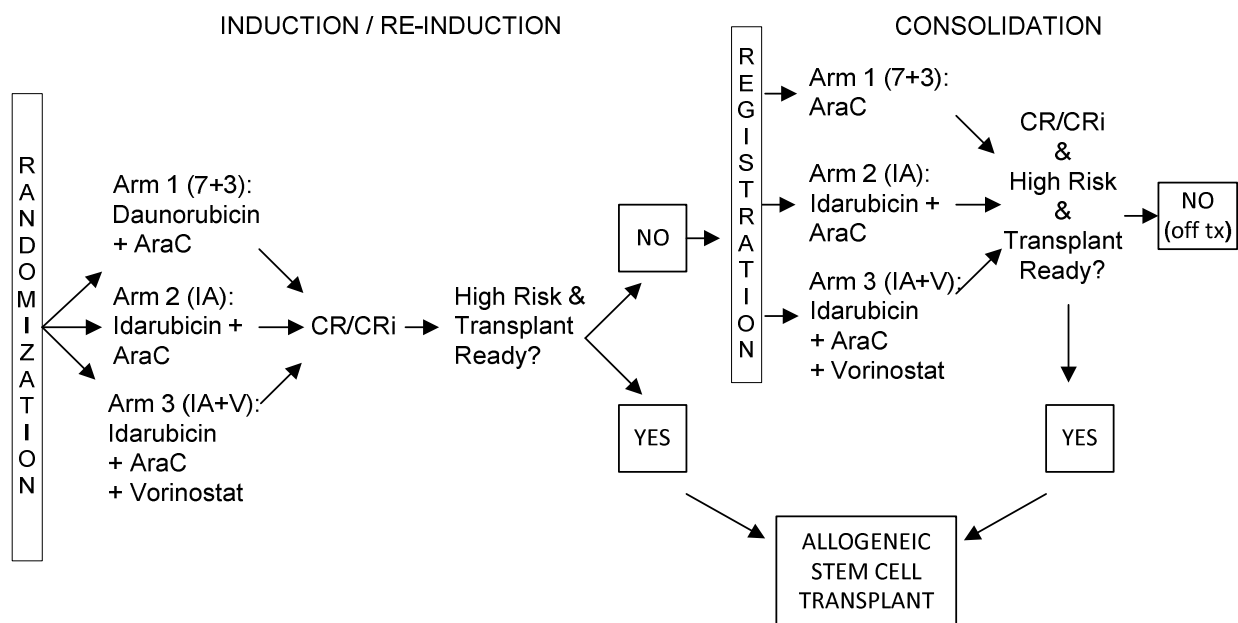 INDUCTION / RE-INDUCTION
RANDOMIZATION
Arm 1 (7+3):
Daunorubicin
+ AraC
Arm 2 (IA):
Idarubicin +
AraC
Arm 3 (IA+V):
Idarubicin
+ AraC
+ Vorinostat
CR/CRi
High Risk &
Transplant
Ready?
NO
YES
CONSOLIDATION
REGISTRATION
Arm 1 (7+3):
AraC
Arm 2 (IA):
Idarubicin +
AraC
Arm 3 (IA+V):
Idarubicin
+ AraC
+ Vorinostat
CR/CRi
&
High Risk
&
Transplant
Ready?
NO
(off tx)
YES
ALLOGENEIC
STEM CELL
TRANSPLANT